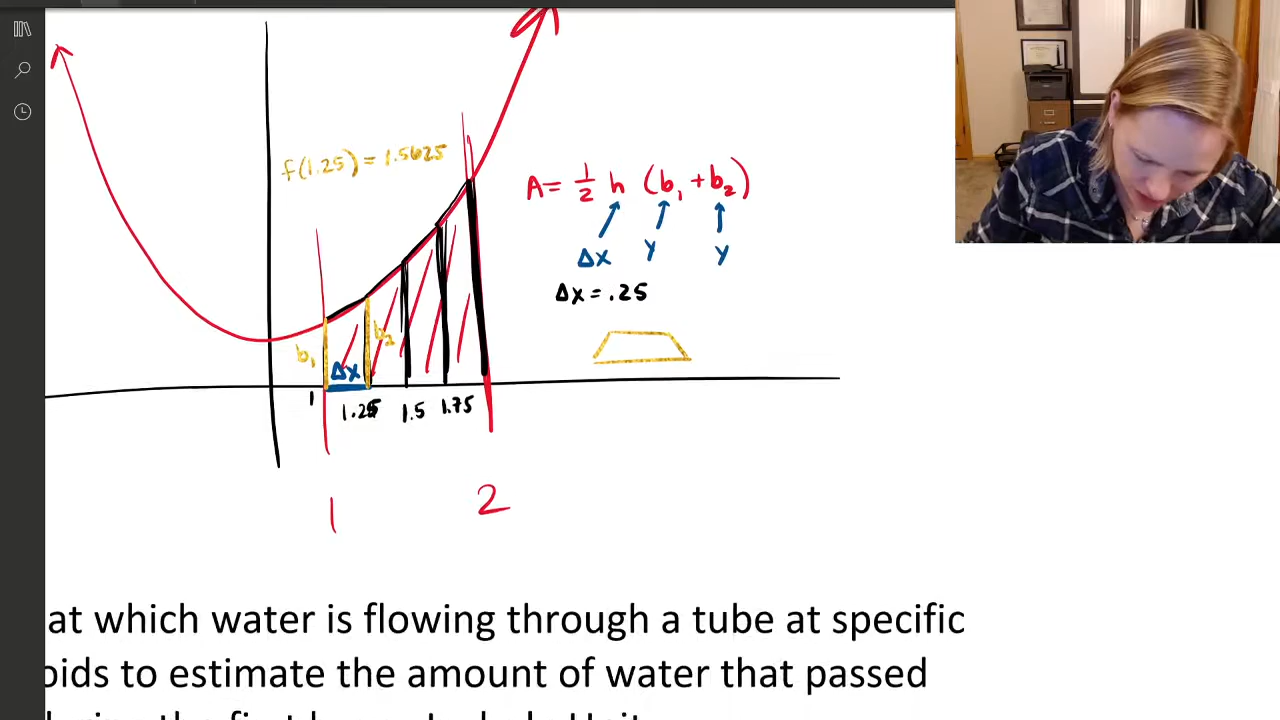 f(1.25) = 1.5625
A = 1/2 h (b₁ + b₂)
Δx y y
Δx = .25
b₁ b₂
Δx
1 1.25 1.5 1.75
1 2
at which water is flowing through a tube at specific
oids to estimate the amount of water that passed